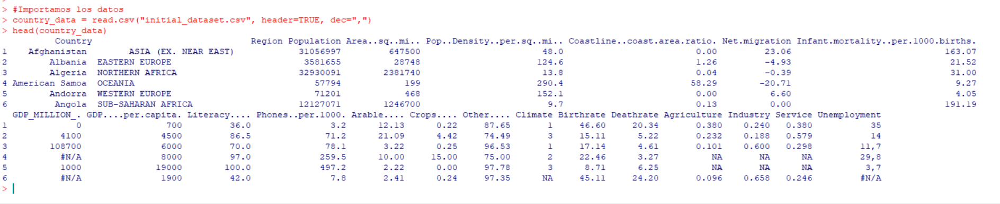 > #Importamos los datos
> country_data = read.csv("initial_dataset.csv", header=TRUE, dec=",")
> head(country_data)
Country Region Population Area..sq..mi.. Pop..Density..per.sq..mi.. Coastline..coast.area.ratio. Net.migration Infant.mortality..per.1000.births.
1 Afghanistan ASIA (EX. NEAR EAST) 31056997 647500 48.0 0.00 23.06 163.07
2 Albania EASTERN EUROPE 3581655 28748 124.6 1.26 -4.93 21.52
3 Algeria NORTHERN AFRICA 32930091 2381740 13.8 0.04 -0.39 31.00
4 American Samoa OCEANIA 57794 199 290.4 58.29 -20.71 9.27
5 Andorra WESTERN EUROPE 71201 468 152.1 0.00 6.60 4.05
6 Angola SUB-SAHARAN AFRICA 12127071 1246700 9.7 0.13 0.00 191.19
GDP_MILLION_. GDP....per.capita. Literacy.... Phones..per.1000. Arable.... Crops.... Other.... Climate Birthrate Deathrate Agriculture Industry Service Unemployment
1 0 700 36.0 3.2 12.13 0.22 87.65 1 46.60 20.34 0.380 0.240 0.380 35
2 4100 4500 86.5 71.2 21.09 4.42 74.49 3 15.11 5.22 0.232 0.188 0.579 14
3 108700 6000 70.0 78.1 3.22 0.25 96.53 1 17.14 4.61 0.101 0.600 0.298 11,7
4 #N/A 8000 97.0 259.5 10.00 15.00 75.00 2 22.46 3.27 NA NA NA 29,8
5 1000 19000 100.0 497.2 2.22 0.00 97.78 3 8.71 6.25 NA NA NA 3,7
6 #N/A 1900 42.0 7.8 2.41 0.24 97.35 NA 45.11 24.20 0.096 0.658 0.246 #N/A
>